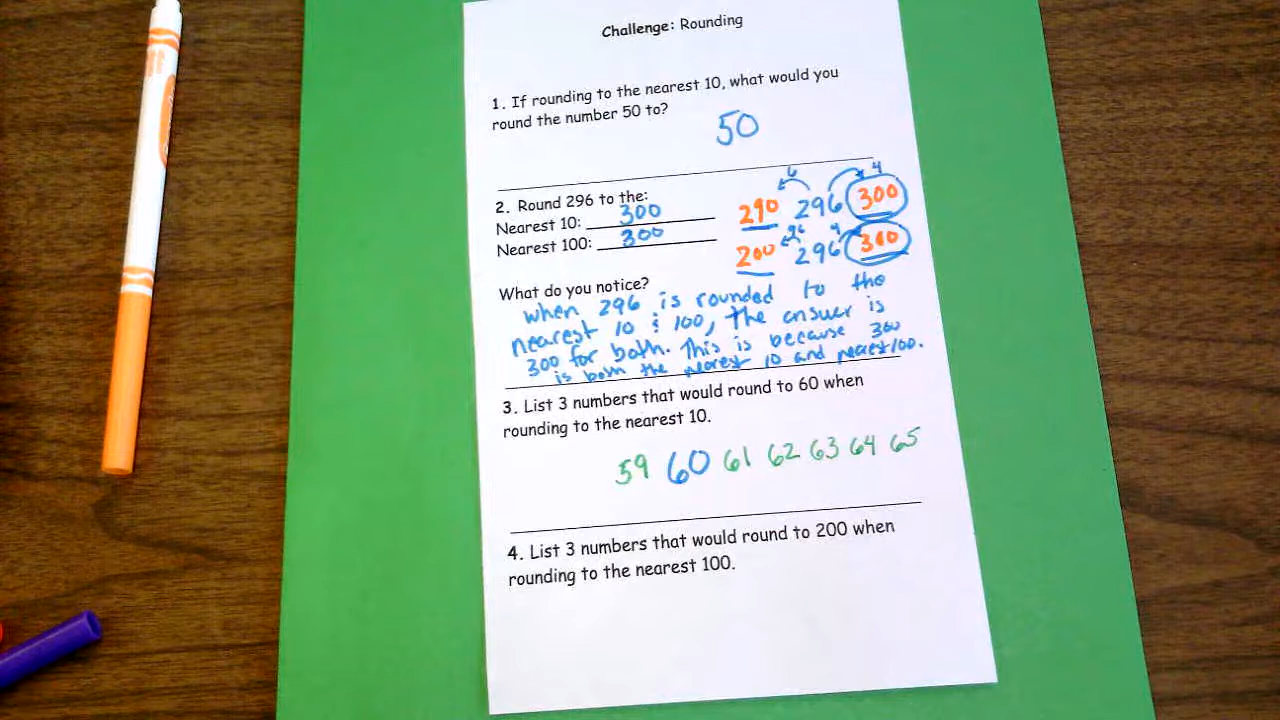 Challenge: Rounding
1. If rounding to the nearest 10, what would you
round the number 50 to?
50
2. Round 296 to the:
Nearest 10: 300
Nearest 100: 300
6 4
290 296 300
96 4
200 296 300
What do you notice?
when 296 is rounded to the
nearest 10 & 100, the answer is
300 for both. This is because 300
is both the nearest 10 and nearest 100.
3. List 3 numbers that would round to 60 when
rounding to the nearest 10.
59 60 61 62 63 64 65
4. List 3 numbers that would round to 200 when
rounding to the nearest 100.